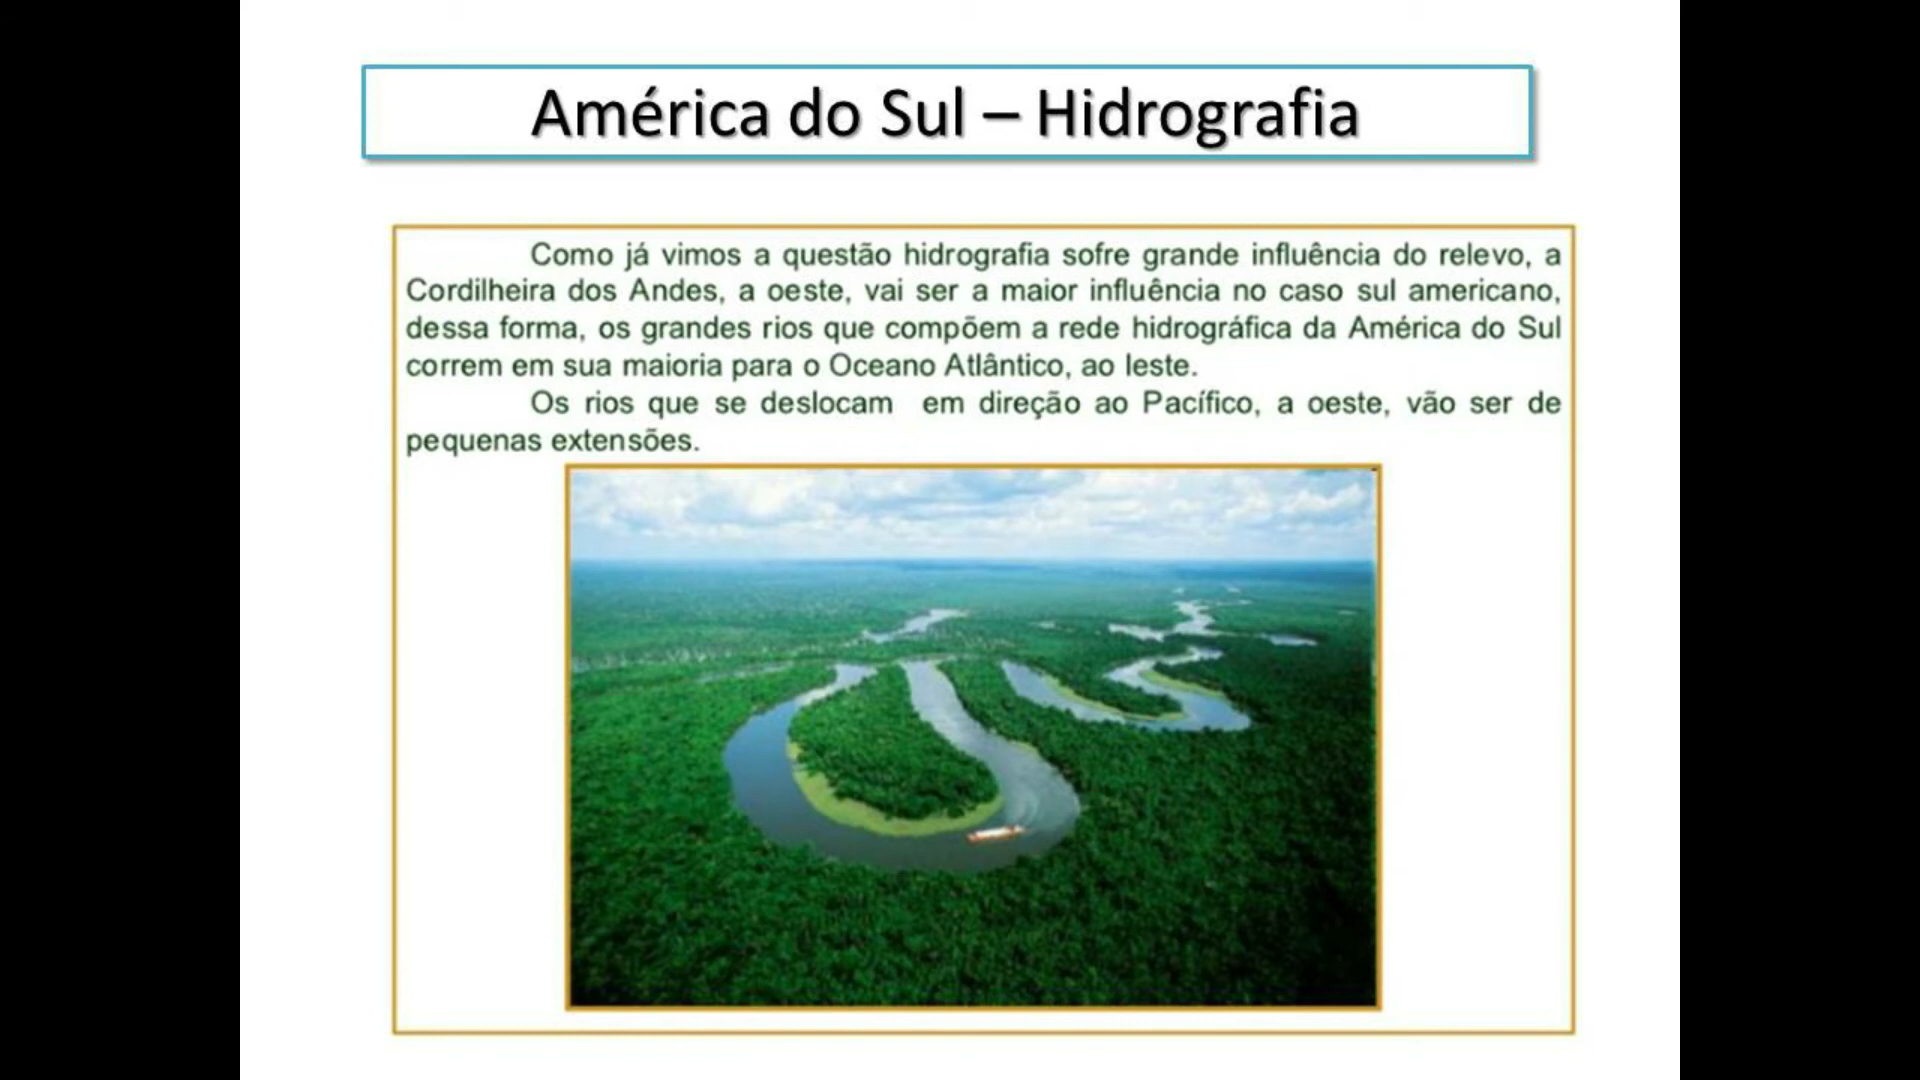 América do Sul – Hidrografia
Como já vimos a questão hidrografia sofre grande influência do relevo, a
Cordilheira dos Andes, a oeste, vai ser a maior influência no caso sul americano,
dessa forma, os grandes rios que compõem a rede hidrográfica da América do Sul
correm em sua maioria para o Oceano Atlântico, ao leste.
Os rios que se deslocam em direção ao Pacífico, a oeste, vão ser de
pequenas extensões.